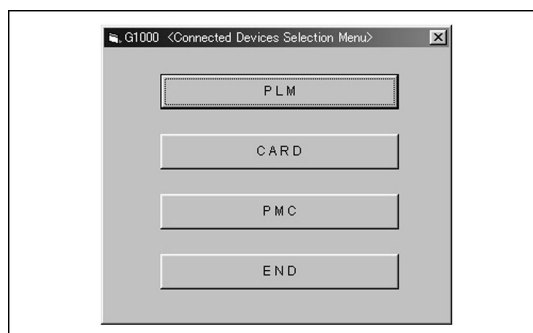 G1000 <Connected Devices Selection Menu>
PLM
CARD
PMC
END